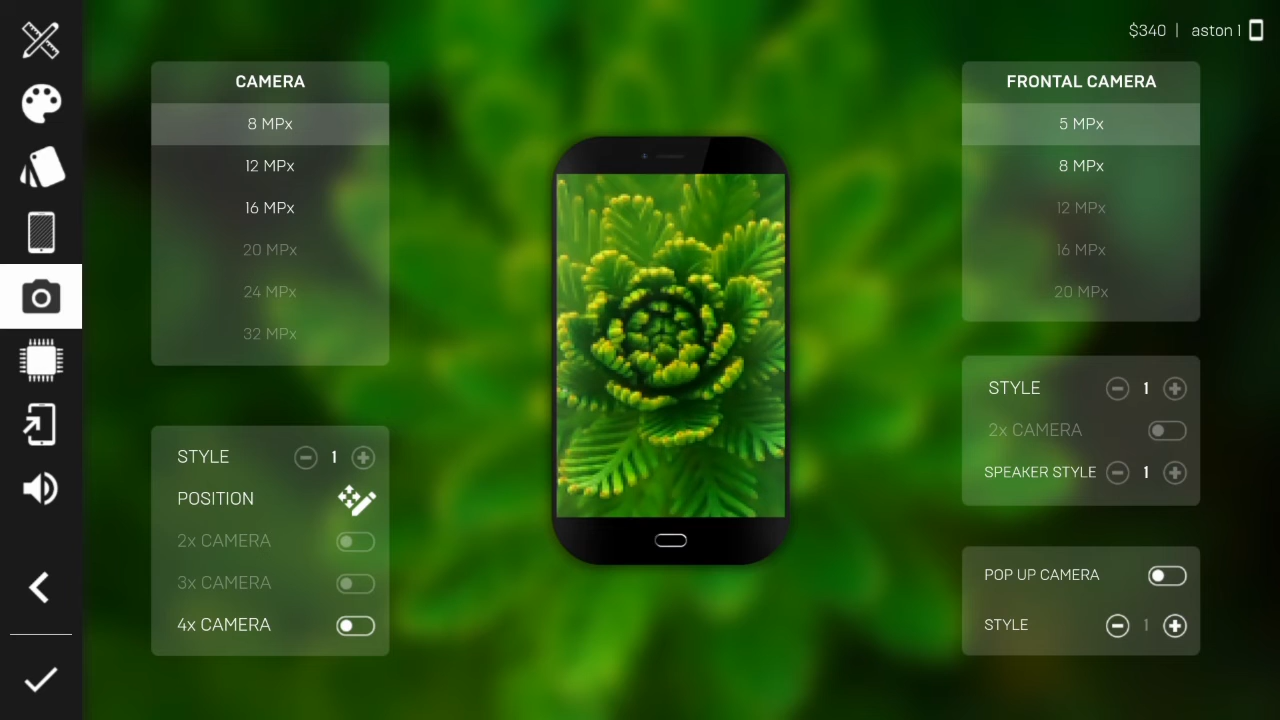 $340 | aston 1
CAMERA
8 MPx
12 MPx
16 MPx
20 MPx
24 MPx
32 MPx
STYLE 1
POSITION
2x CAMERA
3x CAMERA
4x CAMERA
FRONTAL CAMERA
5 MPx
8 MPx
12 MPx
16 MPx
20 MPx
STYLE 1
2x CAMERA
SPEAKER STYLE 1
POP UP CAMERA
STYLE 1